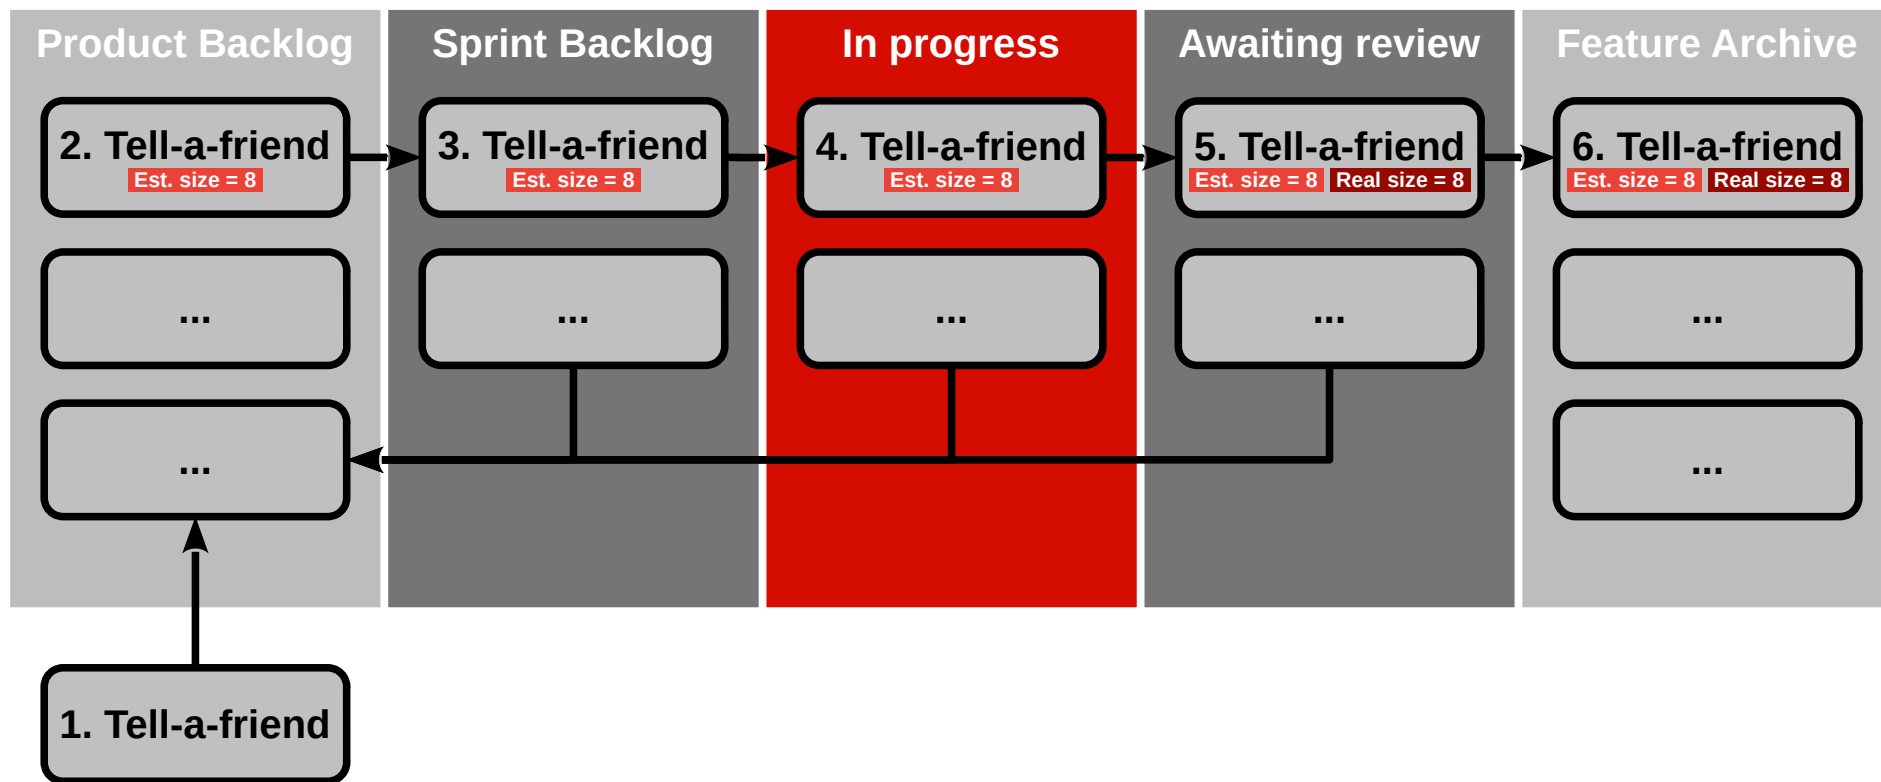 Product Backlog
Sprint Backlog
In progress
Awaiting review
Feature Archive
2. Tell-a-friend
Est. size = 8
3. Tell-a-friend
Est. size = 8
4. Tell-a-friend
Est. size = 8
5. Tell-a-friend
Est. size = 8 Real size = 8
6. Tell-a-friend
Est. size = 8 Real size = 8
...
...
...
...
...
...
...
1. Tell-a-friend